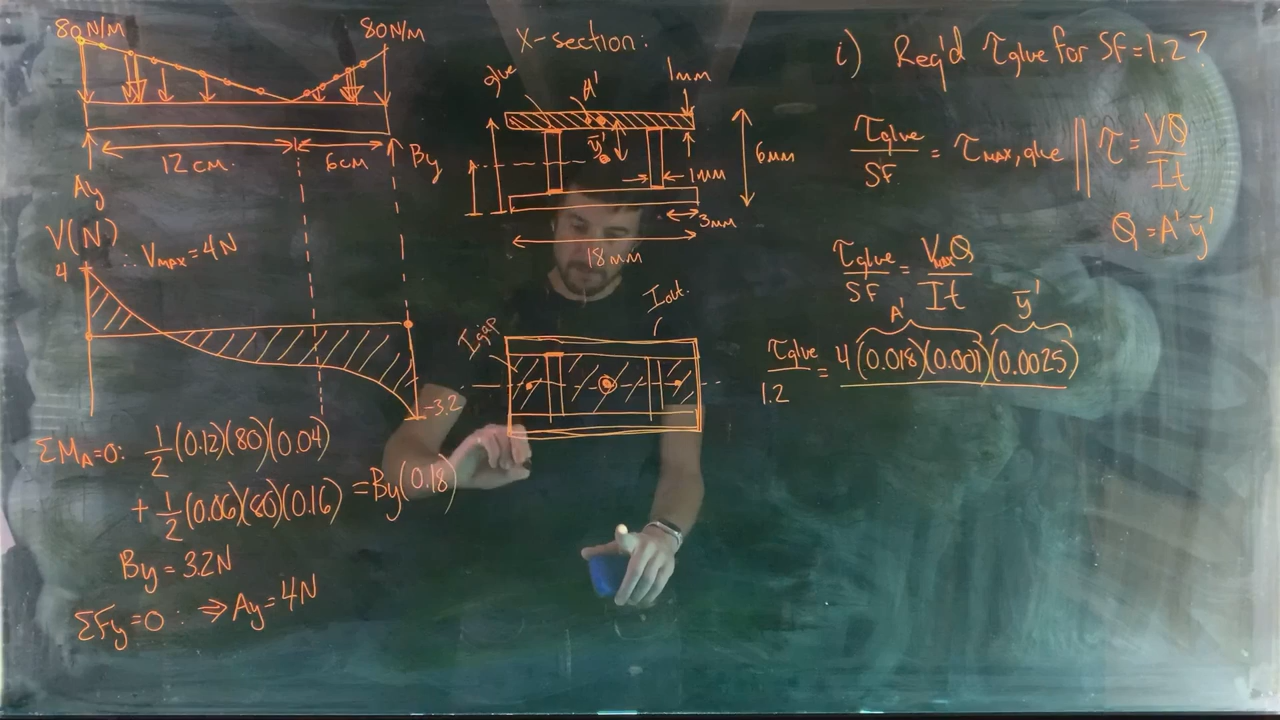 80N/M
80N/M
12cm.
6cm
Ay
By
V(N)
4
VMAX=4N
-3.2
ΣMA=0: 1/2(0.12)(80)(0.04)
+ 1/2(0.06)(80)(0.16) = By(0.18)
By = 3.2N
ΣFy=0 : ⇒ Ay=4N
X-section:
glue
A'
1mm
ȳ'
6mm
1mm
3mm
18mm
Igap
Iout.
i) Req'd τglue for SF=1.2?
τglue/SF = τMAX,glue || τ = VQ/It
Q = A'ȳ'
τglue/SF = VMAXQ/It
A'
ȳ'
τglue/1.2 = 4(0.018)(0.001)(0.0025)